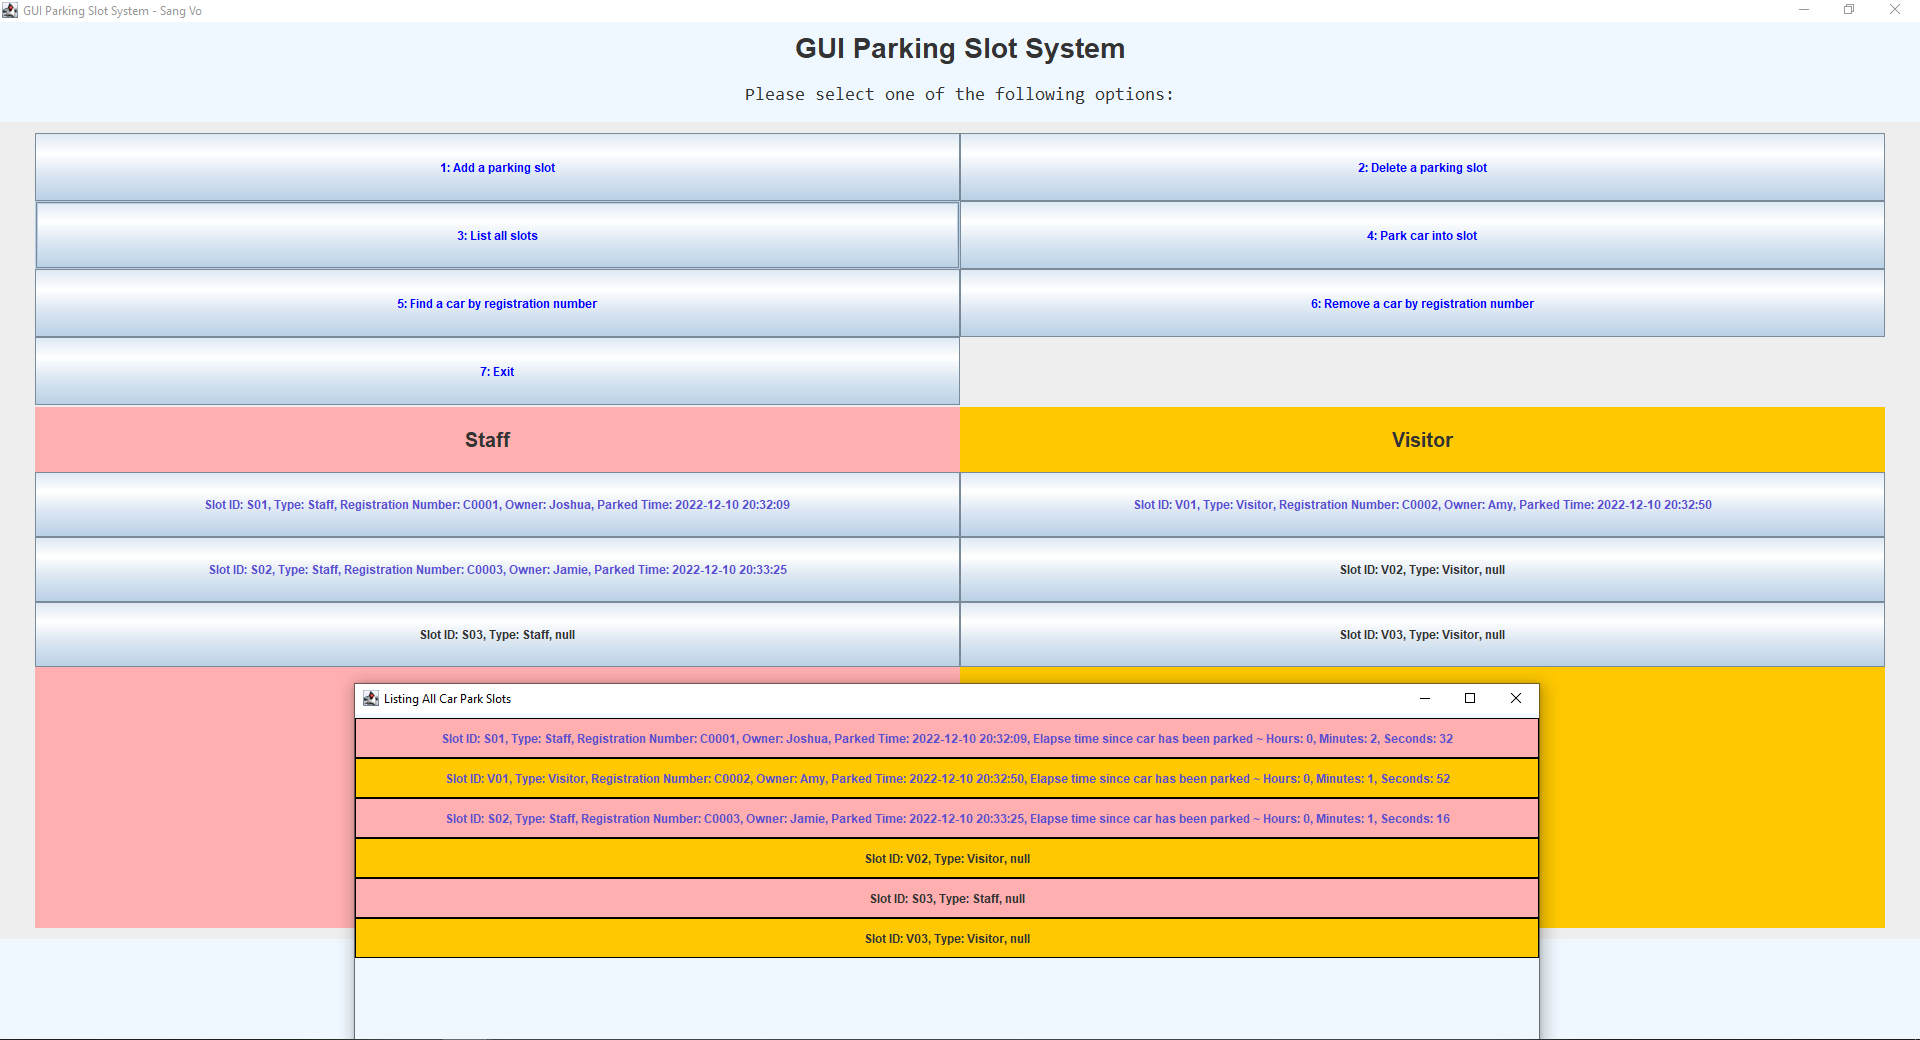 GUI Parking Slot System - Sang Vo
GUI Parking Slot System
Please select one of the following options:
1: Add a parking slot
2: Delete a parking slot
3: List all slots
4: Park car into slot
5: Find a car by registration number
6: Remove a car by registration number
7: Exit
Staff
Visitor
Slot ID: S01, Type: Staff, Registration Number: C0001, Owner: Joshua, Parked Time: 2022-12-10 20:32:09
Slot ID: V01, Type: Visitor, Registration Number: C0002, Owner: Amy, Parked Time: 2022-12-10 20:32:50
Slot ID: S02, Type: Staff, Registration Number: C0003, Owner: Jamie, Parked Time: 2022-12-10 20:33:25
Slot ID: V02, Type: Visitor, null
Slot ID: S03, Type: Staff, null
Slot ID: V03, Type: Visitor, null
Listing All Car Park Slots
Slot ID: S01, Type: Staff, Registration Number: C0001, Owner: Joshua, Parked Time: 2022-12-10 20:32:09, Elapse time since car has been parked ~ Hours: 0, Minutes: 2, Seconds: 32
Slot ID: V01, Type: Visitor, Registration Number: C0002, Owner: Amy, Parked Time: 2022-12-10 20:32:50, Elapse time since car has been parked ~ Hours: 0, Minutes: 1, Seconds: 52
Slot ID: S02, Type: Staff, Registration Number: C0003, Owner: Jamie, Parked Time: 2022-12-10 20:33:25, Elapse time since car has been parked ~ Hours: 0, Minutes: 1, Seconds: 16
Slot ID: V02, Type: Visitor, null
Slot ID: S03, Type: Staff, null
Slot ID: V03, Type: Visitor, null